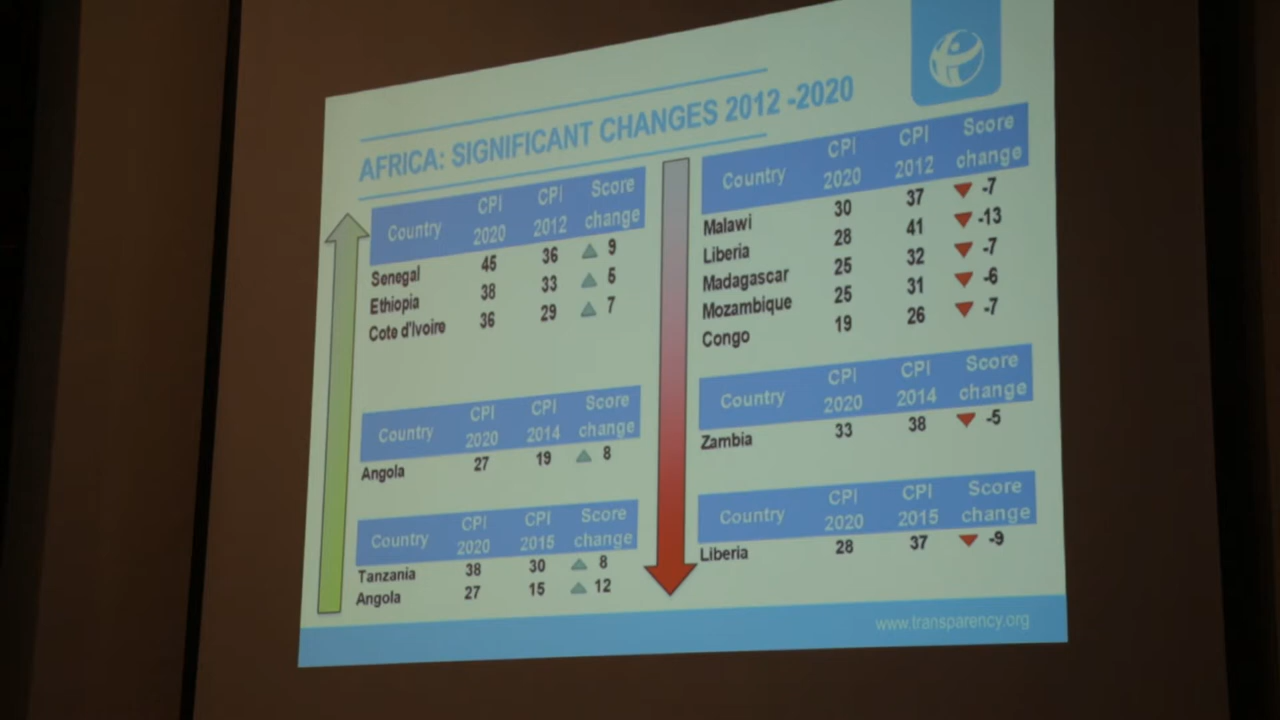 AFRICA: SIGNIFICANT CHANGES 2012 -2020
Country CPI 2020 CPI 2012 Score change
Senegal 45 36 9
Ethiopia 38 33 5
Cote d'Ivoire 36 29 7
Country CPI 2020 CPI 2014 Score change
Angola 27 19 8
Country CPI 2020 CPI 2015 Score change
Tanzania 38 30 8
Angola 27 15 12
Country CPI 2020 CPI 2012 Score change
Malawi 30 37 -7
Liberia 28 41 -13
Madagascar 25 32 -7
Mozambique 25 31 -6
Congo 19 26 -7
Country CPI 2020 CPI 2014 Score change
Zambia 33 38 -5
Country CPI 2020 CPI 2015 Score change
Liberia 28 37 -9
www.transparency.org